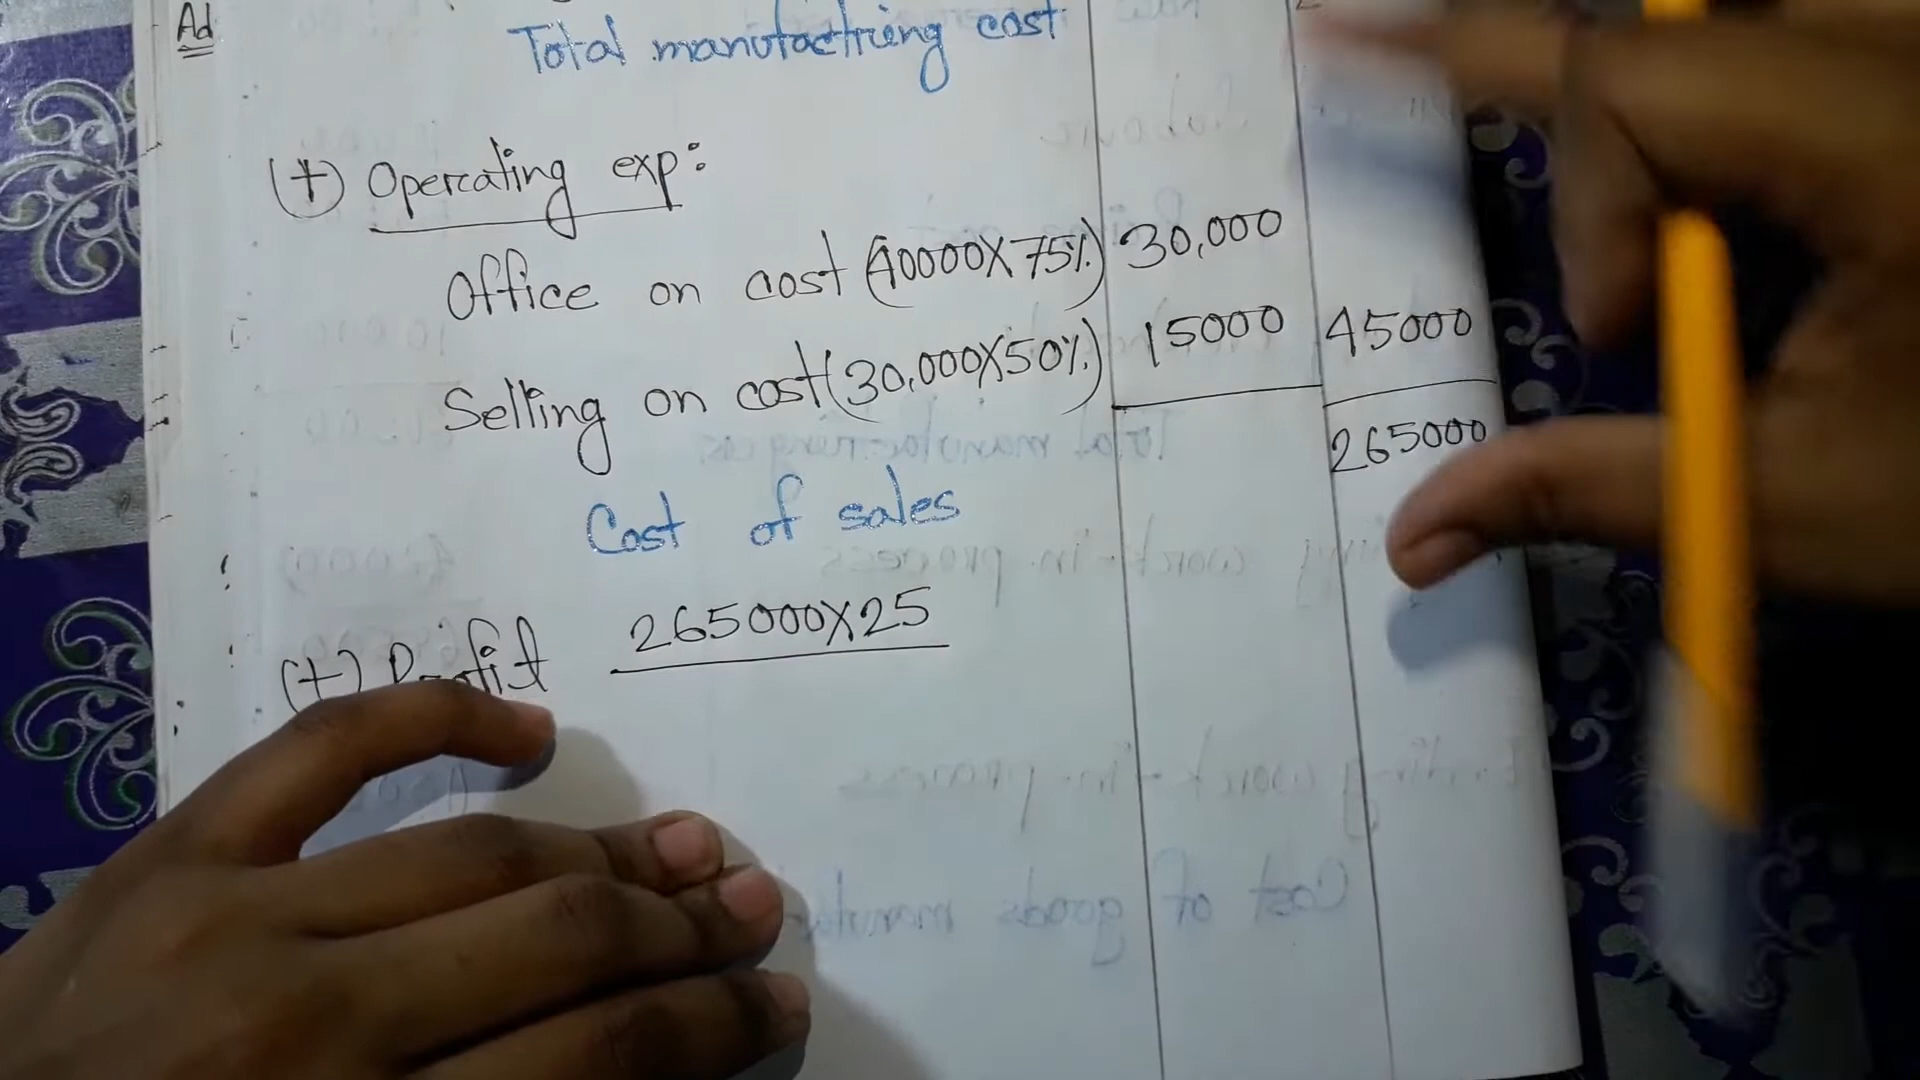 Ad
Total manufactrieng cost
(+) Operating exp:
Office on cost (40000X75%) 30,000
Selling on cost (30,000X50%) 15000 45000
265000
Cost of sales
(+) Profit 265000X25